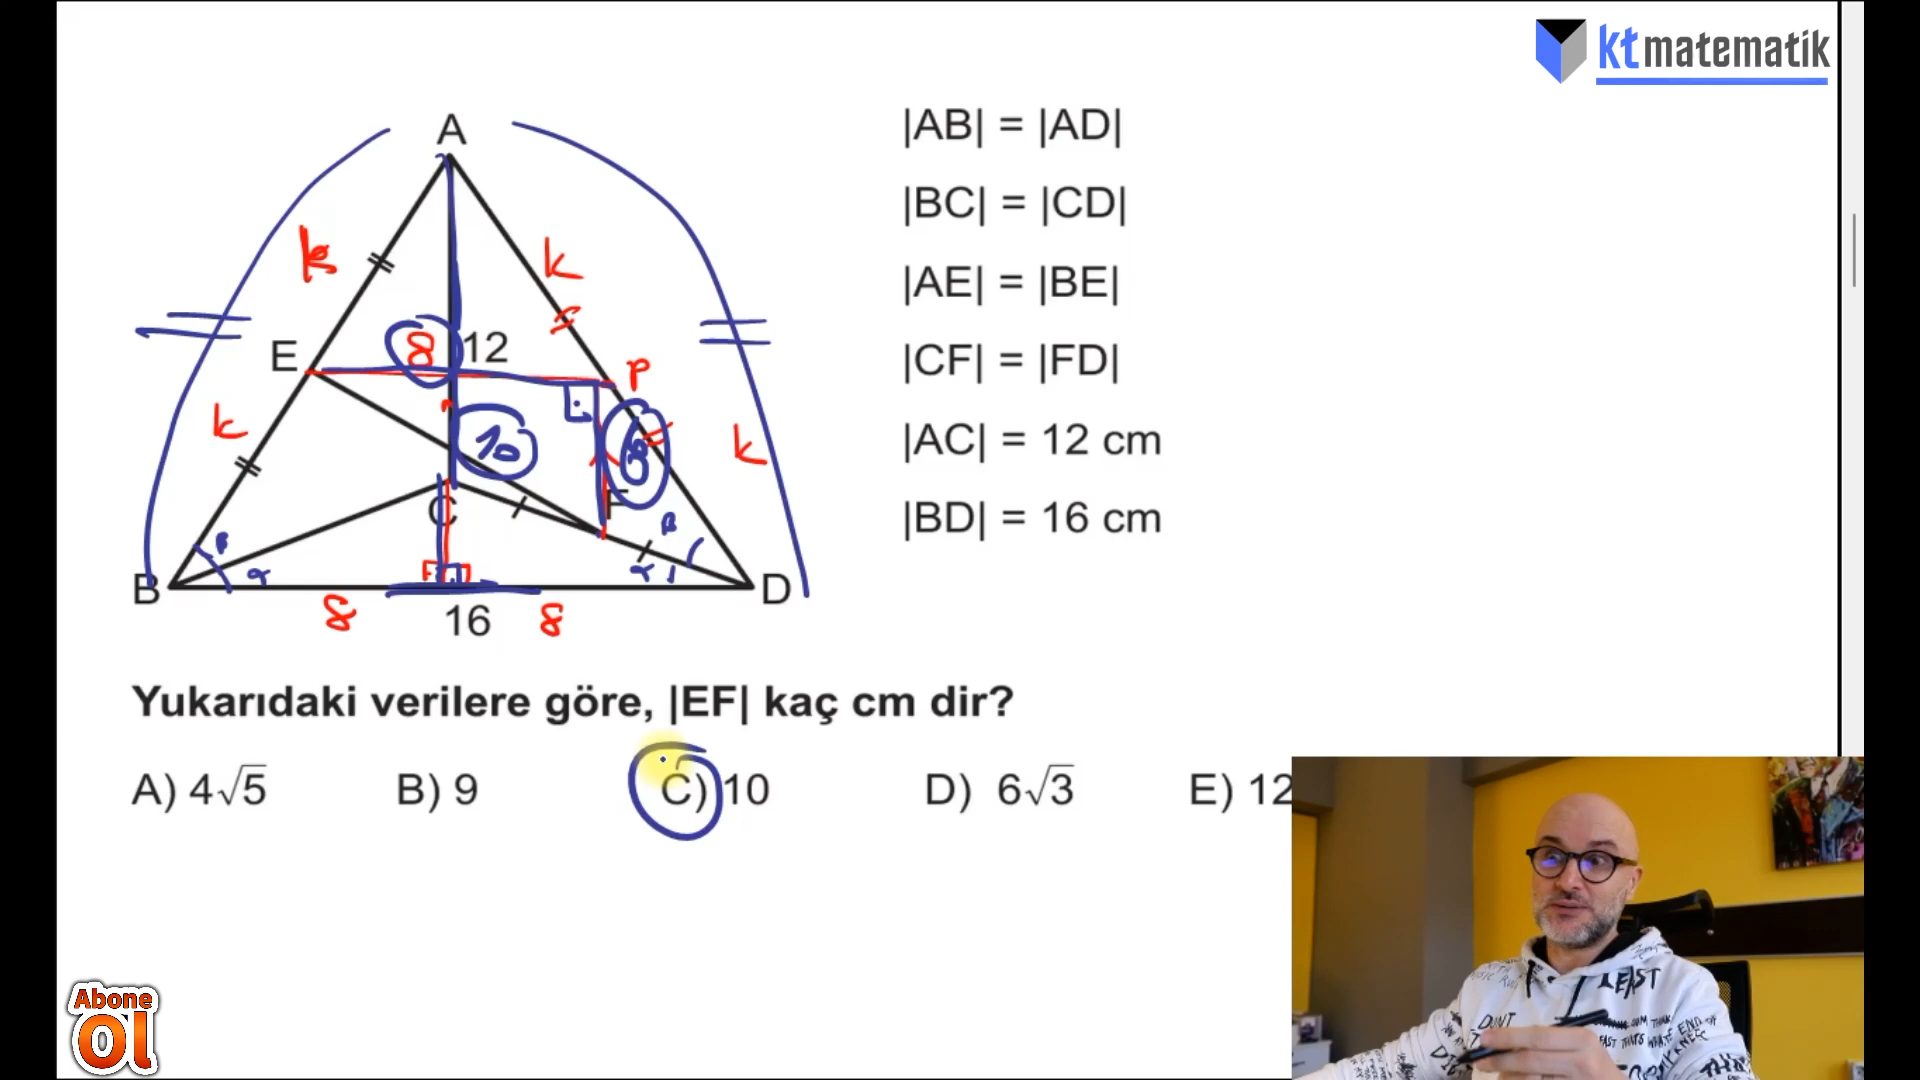 ktmatematik
A
|AB| = |AD|
|BC| = |CD|
k
k
|AE| = |BE|
E
8
12
P
|CF| = |FD|
k
10
k
|AC| = 12 cm
C
F
β
β
|BD| = 16 cm
B
α
α
D
8
16
8
Yukarıdaki verilere göre, |EF| kaç cm dir?
A) 4√5 B) 9 C) 10 D) 6√3 E) 12
Abone
Ol